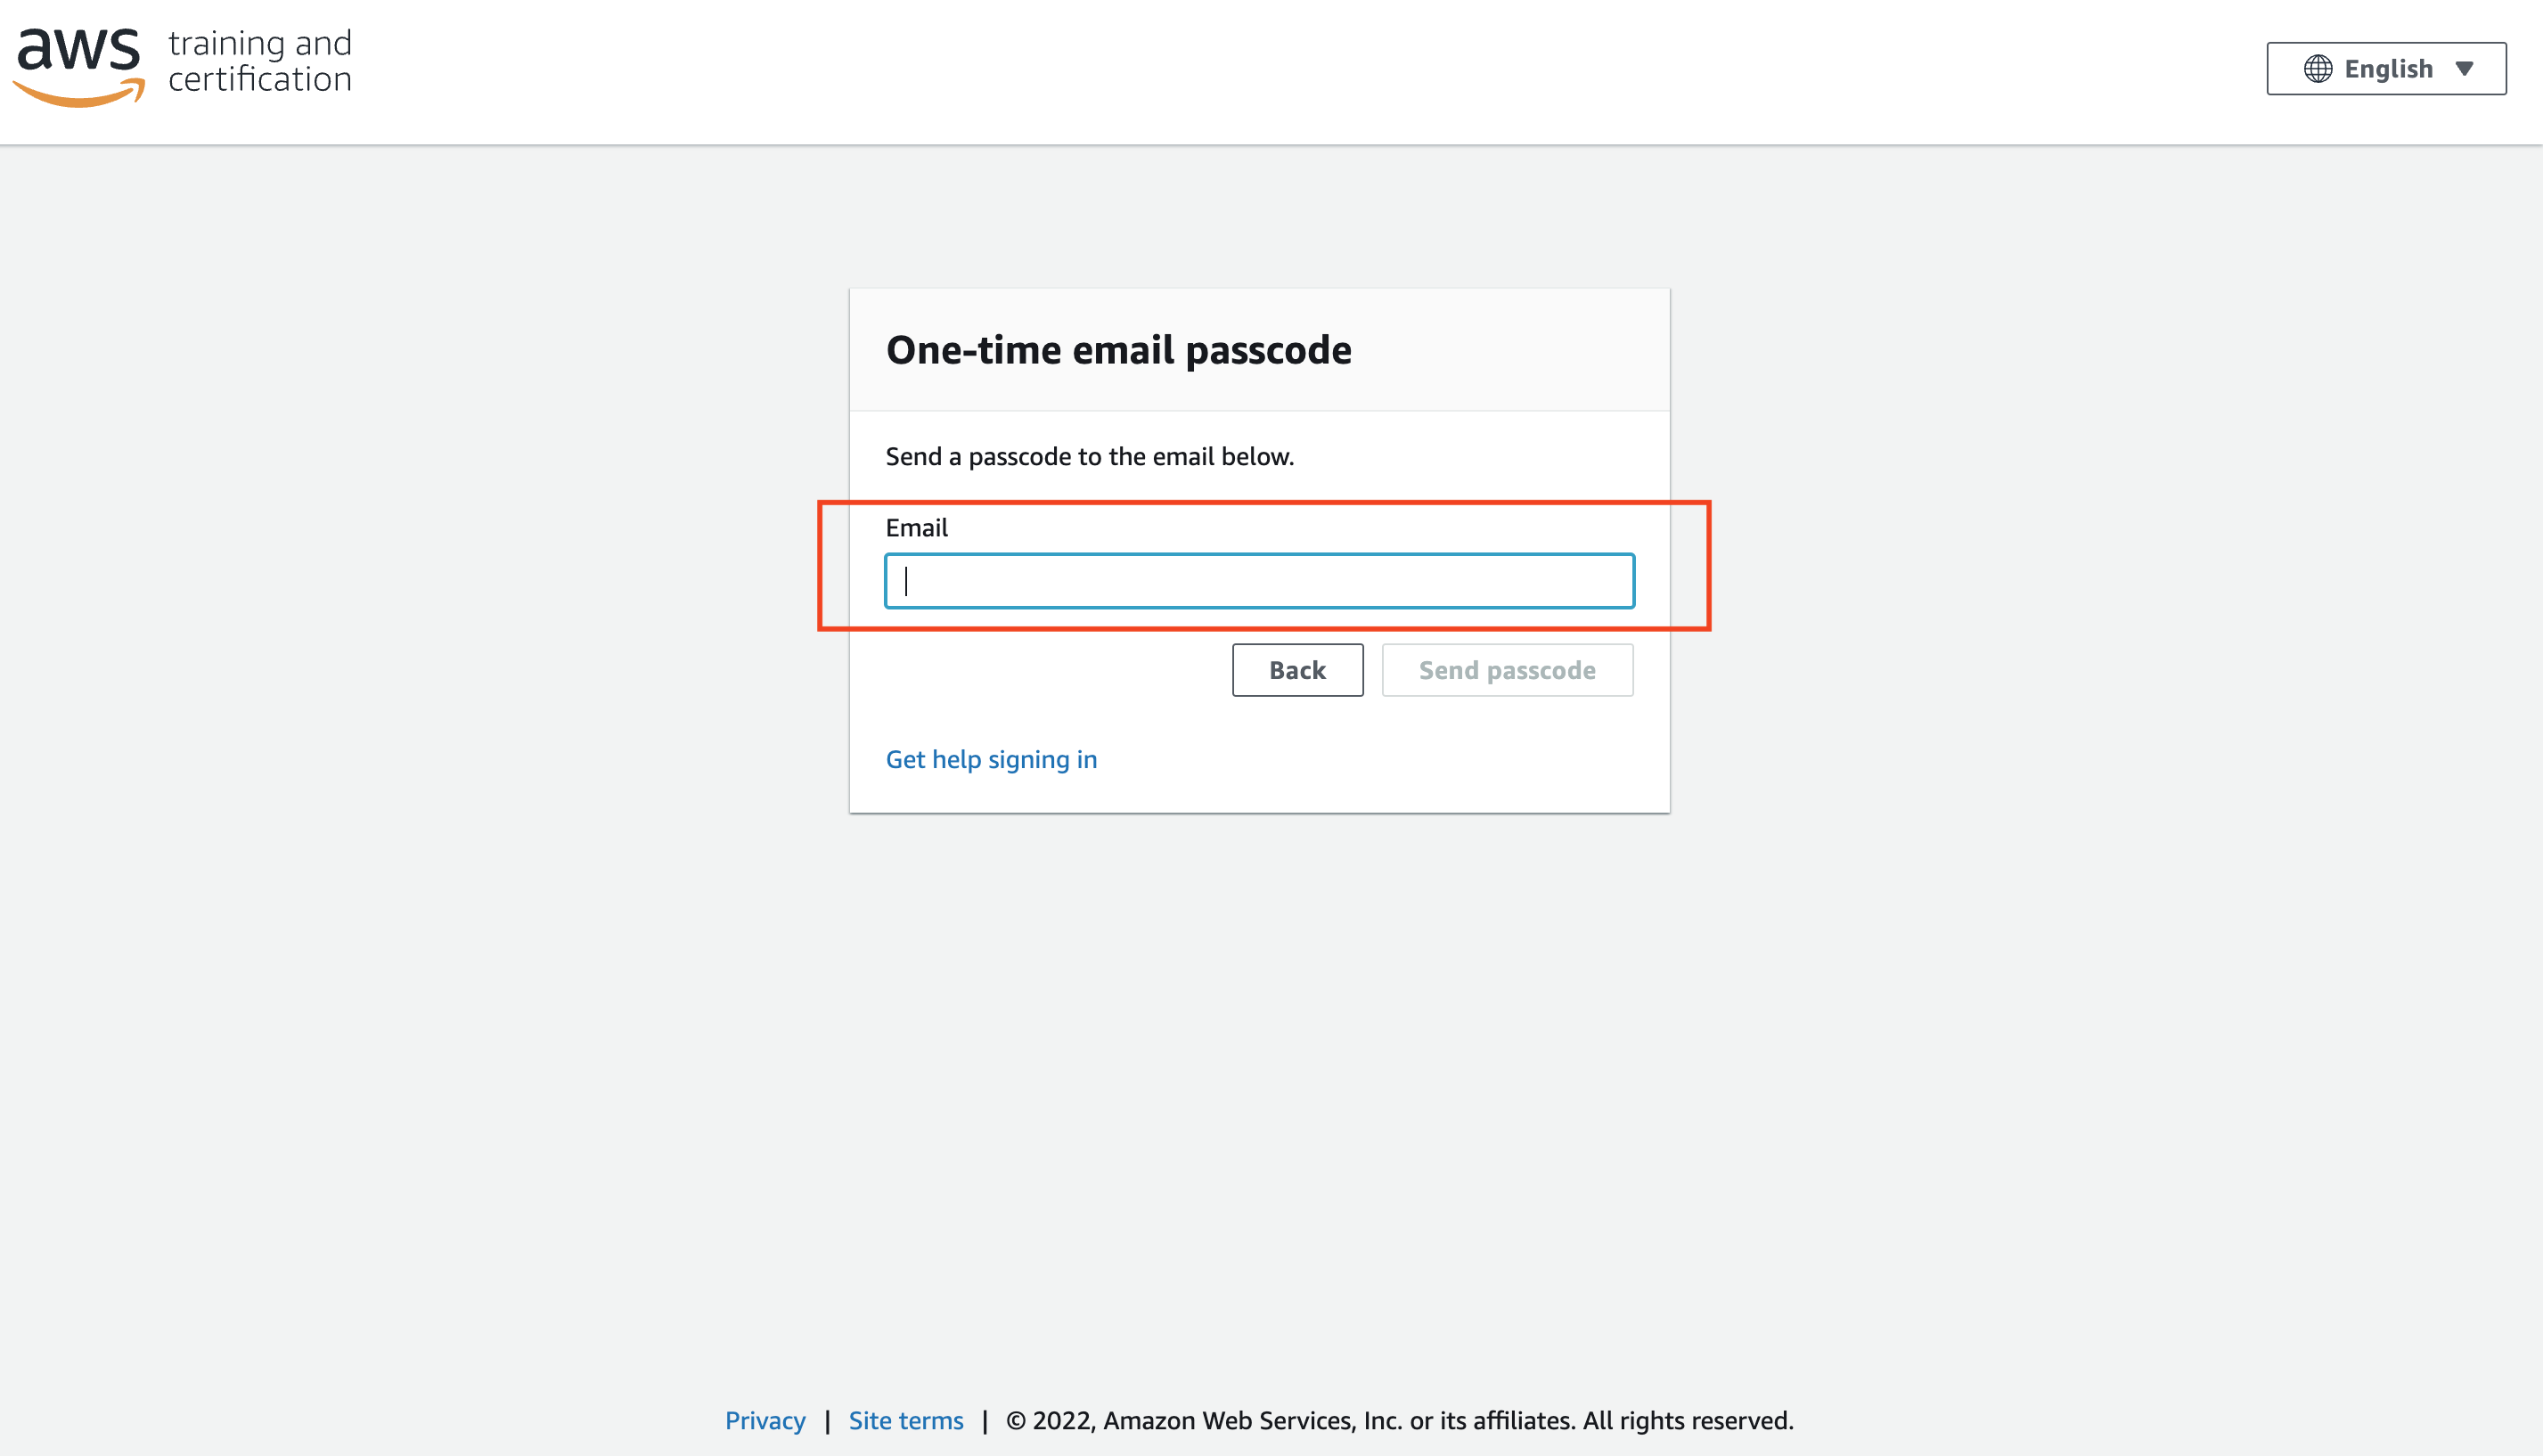 aws training and
certification
English
One-time email passcode
Send a passcode to the email below.
Email
Back
Send passcode
Get help signing in
Privacy | Site terms | © 2022, Amazon Web Services, Inc. or its affiliates. All rights reserved.